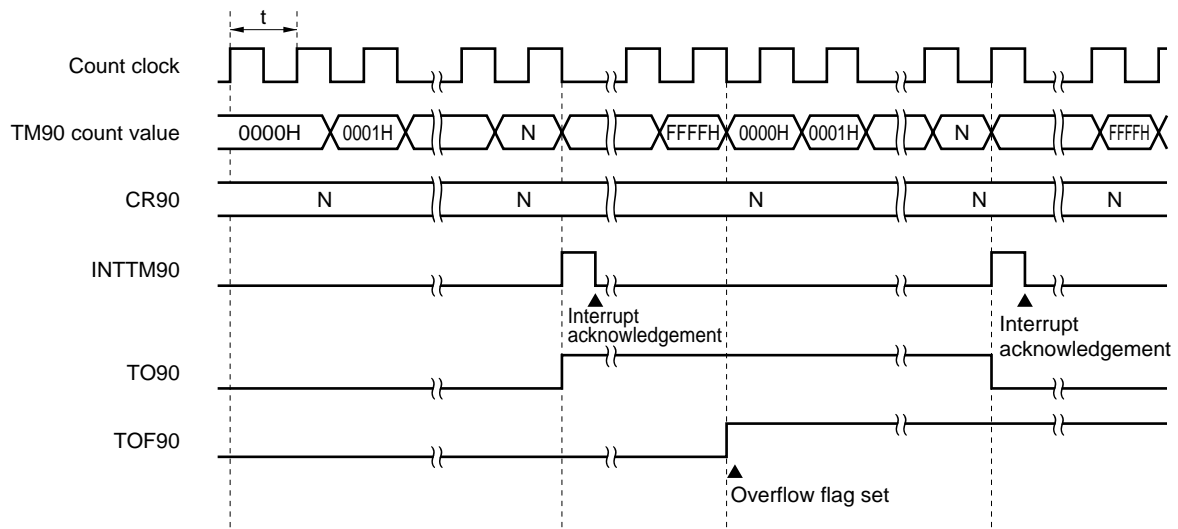 t
Count clock
TM90 count value
0000H 0001H N FFFFH 0000H 0001H N FFFFH
CR90
N N N N N
INTTM90
Interrupt
acknowledgement
Interrupt
acknowledgement
TO90
TOF90
Overflow flag set